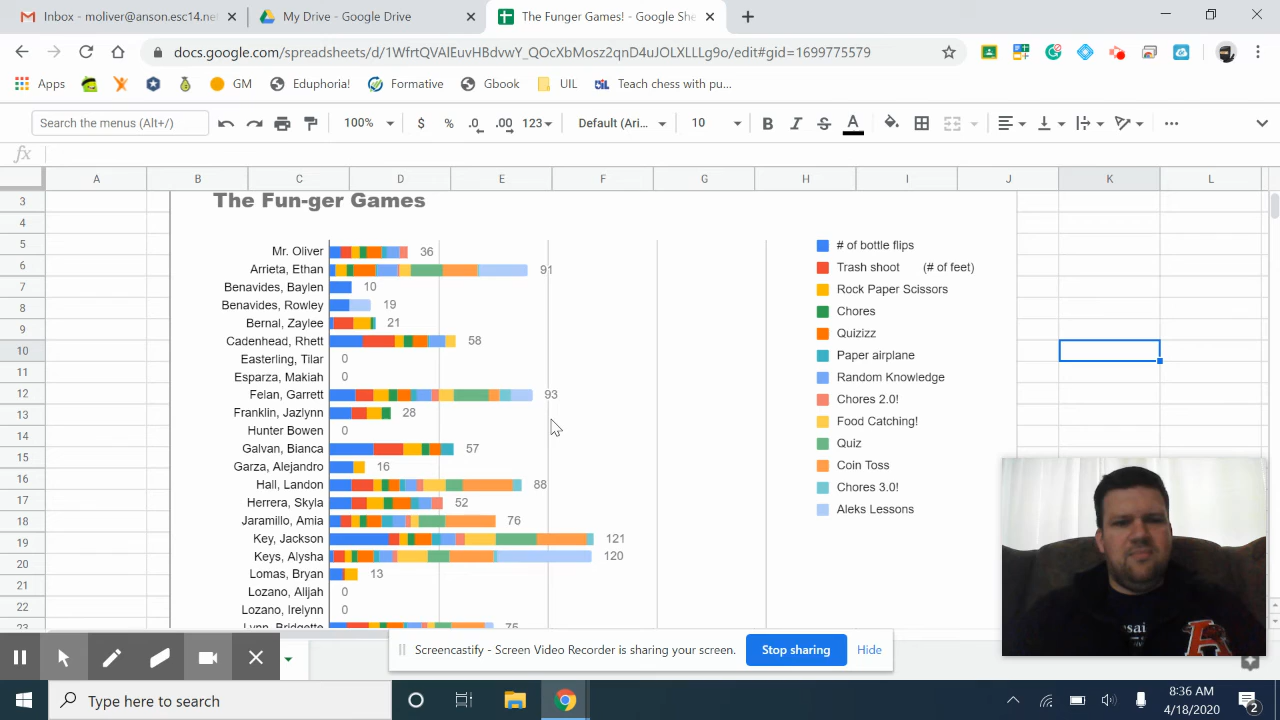 Inbox - moliver@anson.esc14.ne
My Drive - Google Drive
The Funger Games! - Google She
docs.google.com/spreadsheets/d/1WfrtQVAlEuvHBdvwY_QOcXbMosz2qnD4uJOLXLLLg9o/edit#gid=1699775579
Apps
GM
Eduphoria!
Formative
Gbook
UIL
Teach chess with pu...
Search the menus (Alt+/)
100%
$ % .0 .00 123
Default (Ari...
10
B I S A
fx
A B C D E F G H I J K L
3
The Fun-ger Games
4
5
Mr. Oliver 36
6
Arrieta, Ethan 91
7
Benavides, Baylen 10
8
Benavides, Rowley 19
9
Bernal, Zaylee 21
10
Cadenhead, Rhett 58
11
Easterling, Tilar 0
Esparza, Makiah 0
12
Felan, Garrett 93
13
Franklin, Jazlynn 28
14
Hunter Bowen 0
15
Galvan, Bianca 57
Garza, Alejandro 16
16
Hall, Landon 88
17
Herrera, Skyla 52
18
Jaramillo, Amia 76
19
Key, Jackson 121
20
Keys, Alysha 120
21
Lomas, Bryan 13
Lozano, Alijah 0
22
Lozano, Irelynn 0
23
Lynn, Bridgette 75
# of bottle flips
Trash shoot (# of feet)
Rock Paper Scissors
Chores
Quizizz
Paper airplane
Random Knowledge
Chores 2.0!
Food Catching!
Quiz
Coin Toss
Chores 3.0!
Aleks Lessons
Screencastify - Screen Video Recorder is sharing your screen.
Stop sharing
Hide
Type here to search
8:36 AM
4/18/2020
2